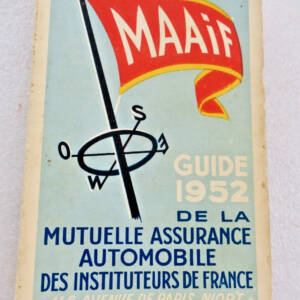 MAAiF
S
O
E
W
GUIDE
1952
DE LA
MUTUELLE ASSURANCE
AUTOMOBILE
DES INSTITUTEURS DE FRANCE
AVENUE DE PARIS